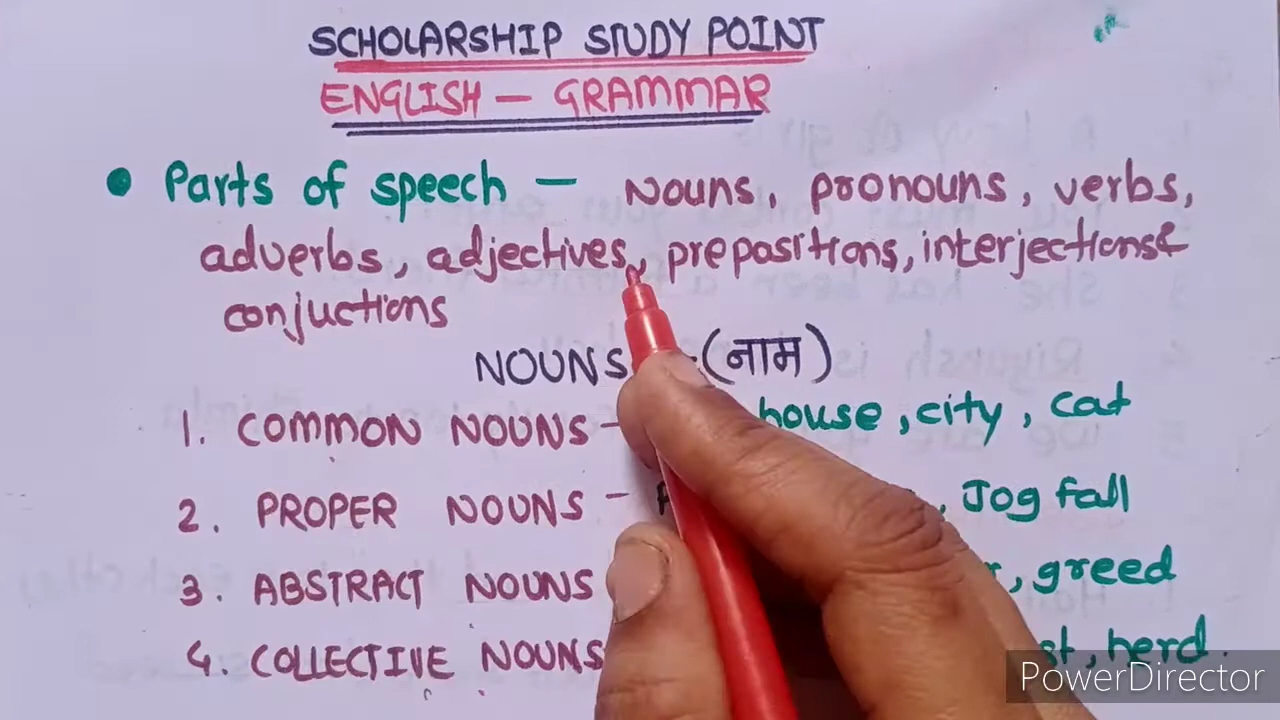 SCHOLARSHIP STUDY POINT
ENGLISH — GRAMMAR
• Parts of speech — Nouns, pronouns, verbs,
adverbs, adjectives, prepositions, interjections &
conjuctions
NOUNS (नाम)
1. COMMON NOUNS - house, city, cat
2. PROPER NOUNS - Jog fall
3. ABSTRACT NOUNS , greed
4. COLLECTIVE NOUNS , herd.
PowerDirector